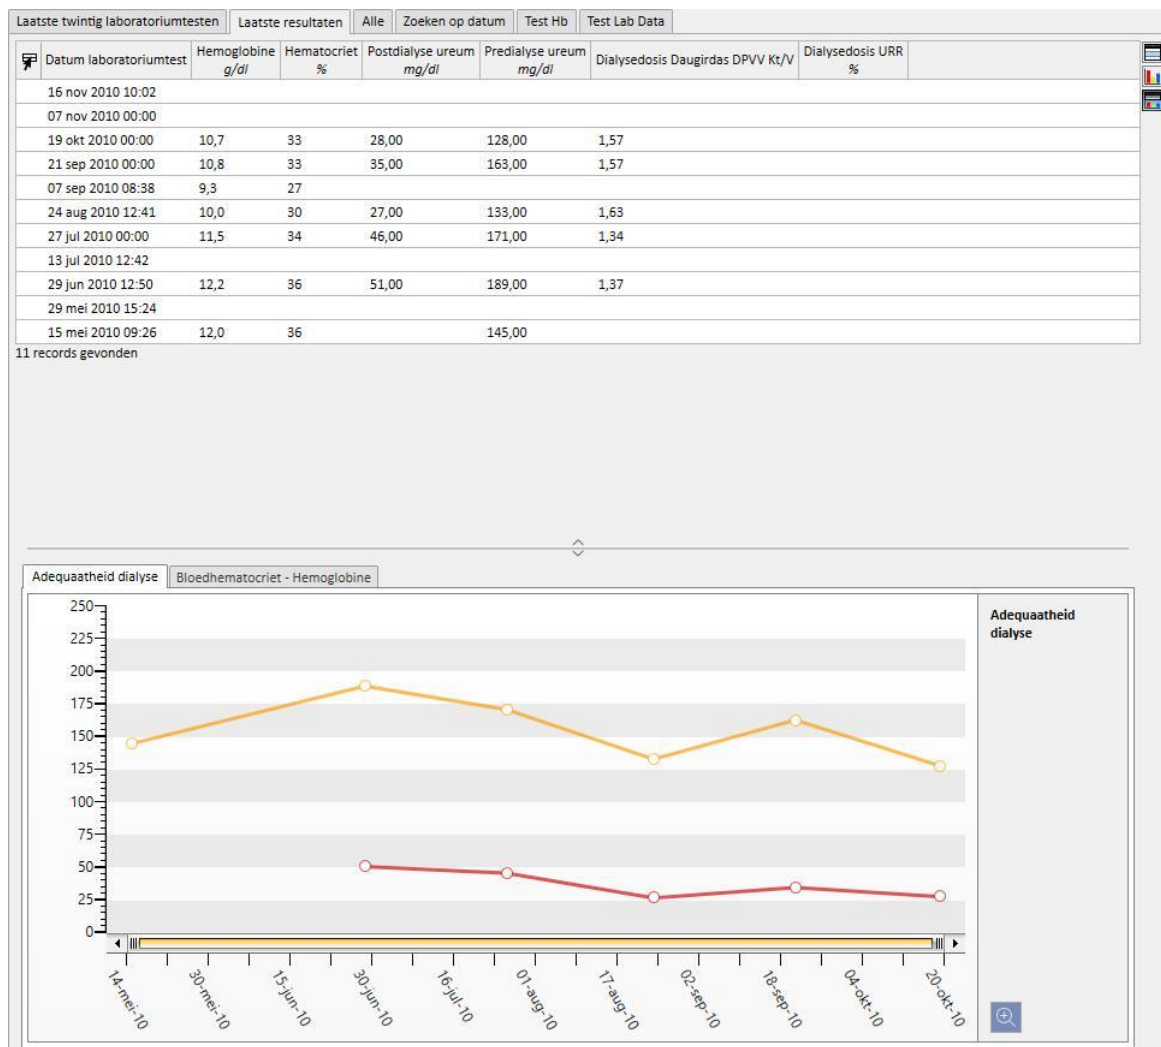 Laatste twintig laboratoriumtesten Laatste resultaten Alle Zoeken op datum Test Hb Test Lab Data
Datum laboratoriumtest Hemoglobine g/dl Hematocriet % Postdialyse ureum mg/dl Predialyse ureum mg/dl Dialysedosis Daugirdas DPVV Kt/V Dialysedosis URR %
16 nov 2010 10:02
07 nov 2010 00:00
19 okt 2010 00:00 10,7 33 28,00 128,00 1,57
21 sep 2010 00:00 10,8 33 35,00 163,00 1,57
07 sep 2010 08:38 9,3 27
24 aug 2010 12:41 10,0 30 27,00 133,00 1,63
27 jul 2010 00:00 11,5 34 46,00 171,00 1,34
13 jul 2010 12:42
29 jun 2010 12:50 12,2 36 51,00 189,00 1,37
29 mei 2010 15:24
15 mei 2010 09:26 12,0 36 145,00
11 records gevonden
Adequaatheid dialyse Bloedhematocriet - Hemoglobine
250
225
200
175
150
125
100
75
50
25
0
14-mei-10 30-mei-10 15-jun-10 30-jun-10 16-jul-10 01-aug-10 17-aug-10 02-sep-10 18-sep-10 04-okt-10 20-okt-10
Adequaatheid
dialyse